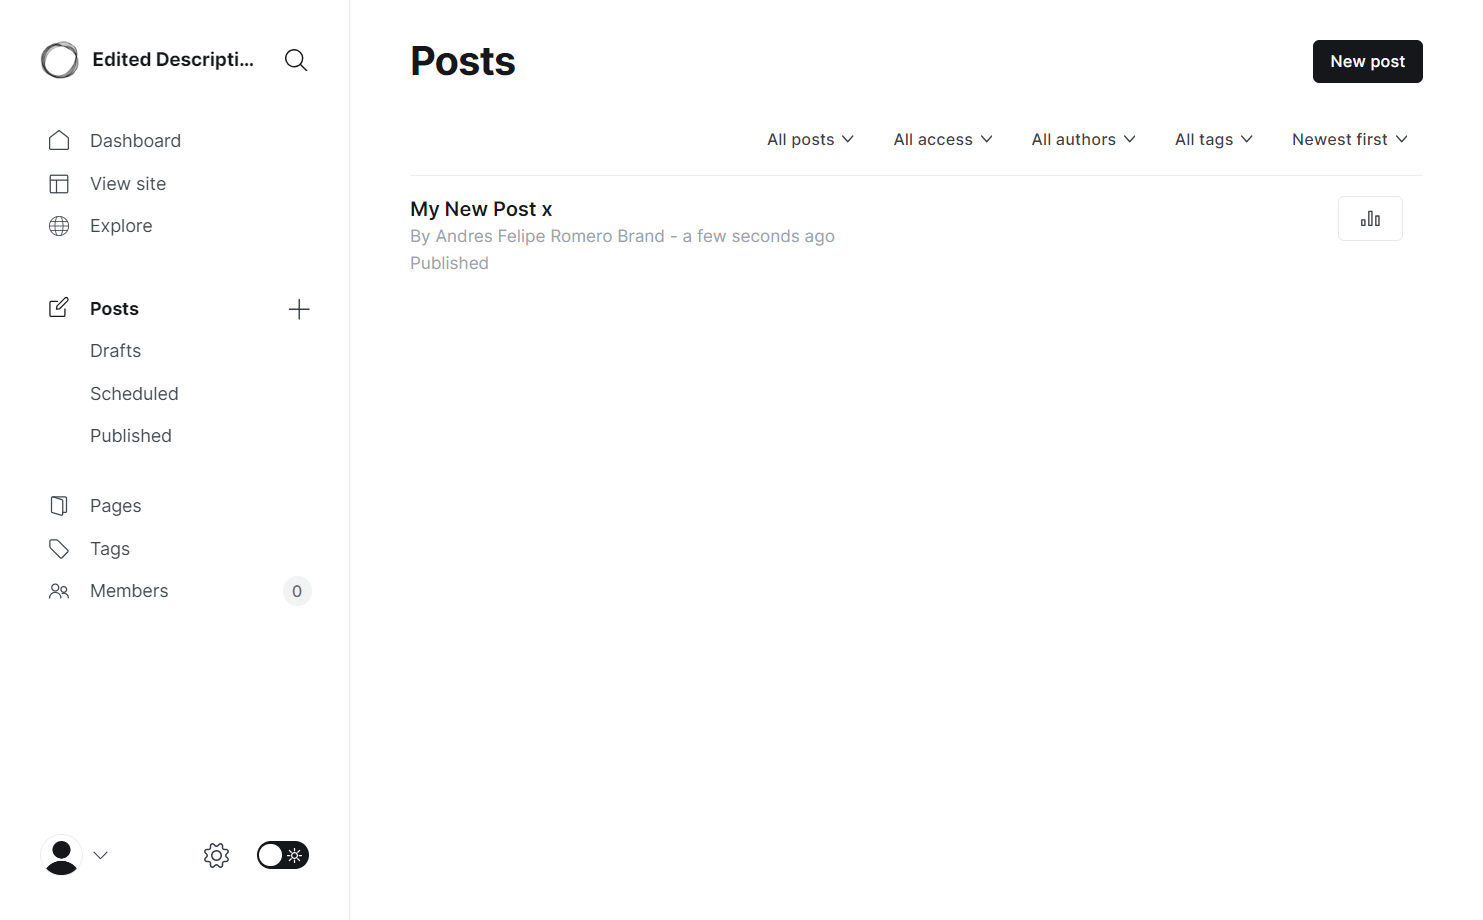 Edited Descripti...
Dashboard
View site
Explore
Posts
Drafts
Scheduled
Published
Pages
Tags
Members
0
Posts
New post
All posts
All access
All authors
All tags
Newest first
My New Post x
By Andres Felipe Romero Brand - a few seconds ago
Published